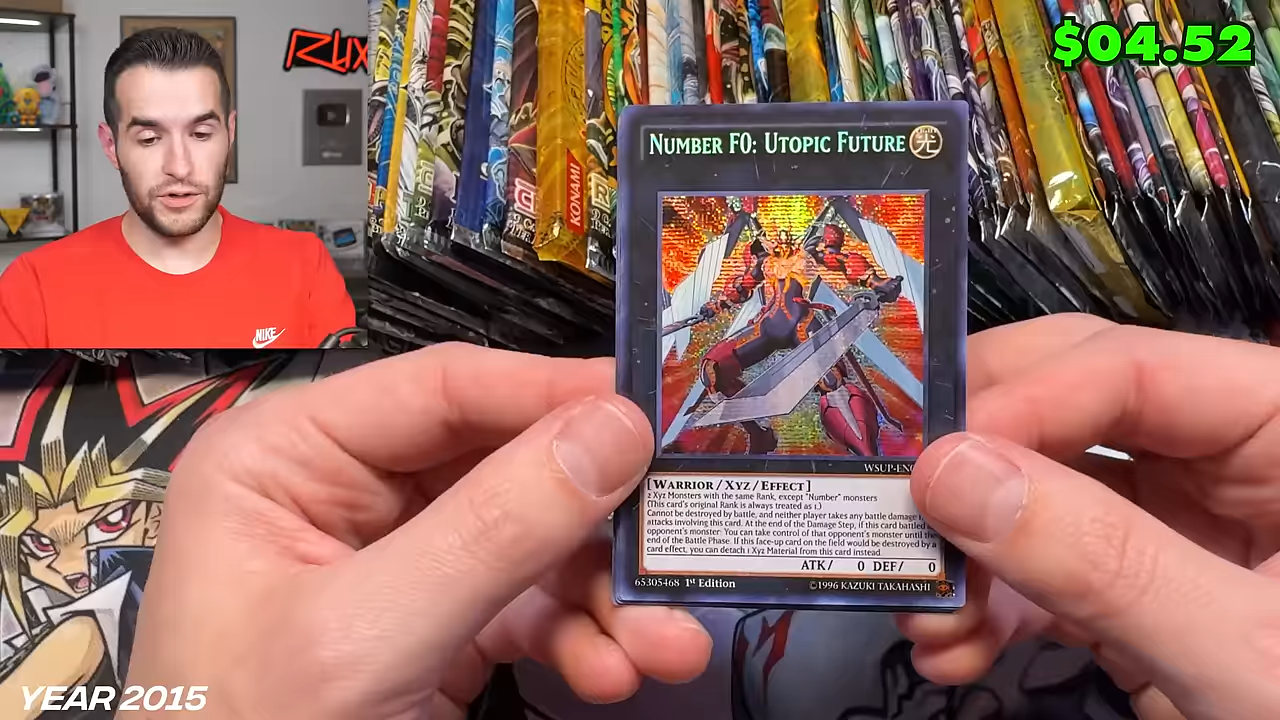 $04.52
NUMBER F0: UTOPIC FUTURE
LIGHT
光
KONAMI
NIKE
WSUP-EN
[WARRIOR/XYZ/EFFECT]
2 Xyz Monsters with the same Rank, except "Number" monsters
(This card's original Rank is always treated as 1.)
Cannot be destroyed by battle, and neither player takes any battle damage
attacks involving this card. At the end of the Damage Step, if this card battled
opponent's monster: You can take control of that opponent's monster until the
end of the Battle Phase. If this face-up card on the field would be destroyed by a
card effect, you can detach 1 Xyz Material from this card instead.
ATK/ 0 DEF/ 0
65305468 1st Edition ©1996 KAZUKI TAKAHASHI
YEAR 2015